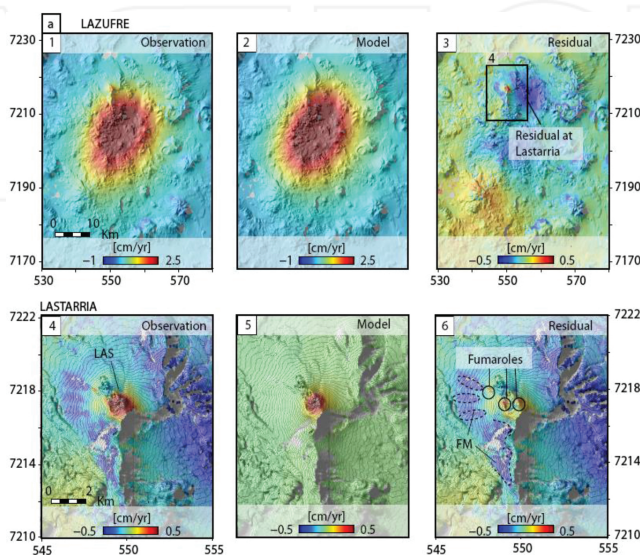 a LAZUFRE
1 Observation
2 Model
3 Residual
7230
7210
7190
7170
7230
7210
7190
7170
4
Residual at
Lastarria
0 10
Km
[cm/yr]
−1 2.5
[cm/yr]
−1 2.5
[cm/yr]
−0.5 0.5
530 550 570
530 550 570
LASTARRIA
4 Observation
5 Model
6 Residual
7222
7218
7214
7210
7222
7218
7214
7210
LAS
Fumaroles
FM
0 2
Km
[cm/yr]
−0.5 0.5
[cm/yr]
−0.5 0.5
[cm/yr]
−0.5 0.5
545 550 555
545 550 555